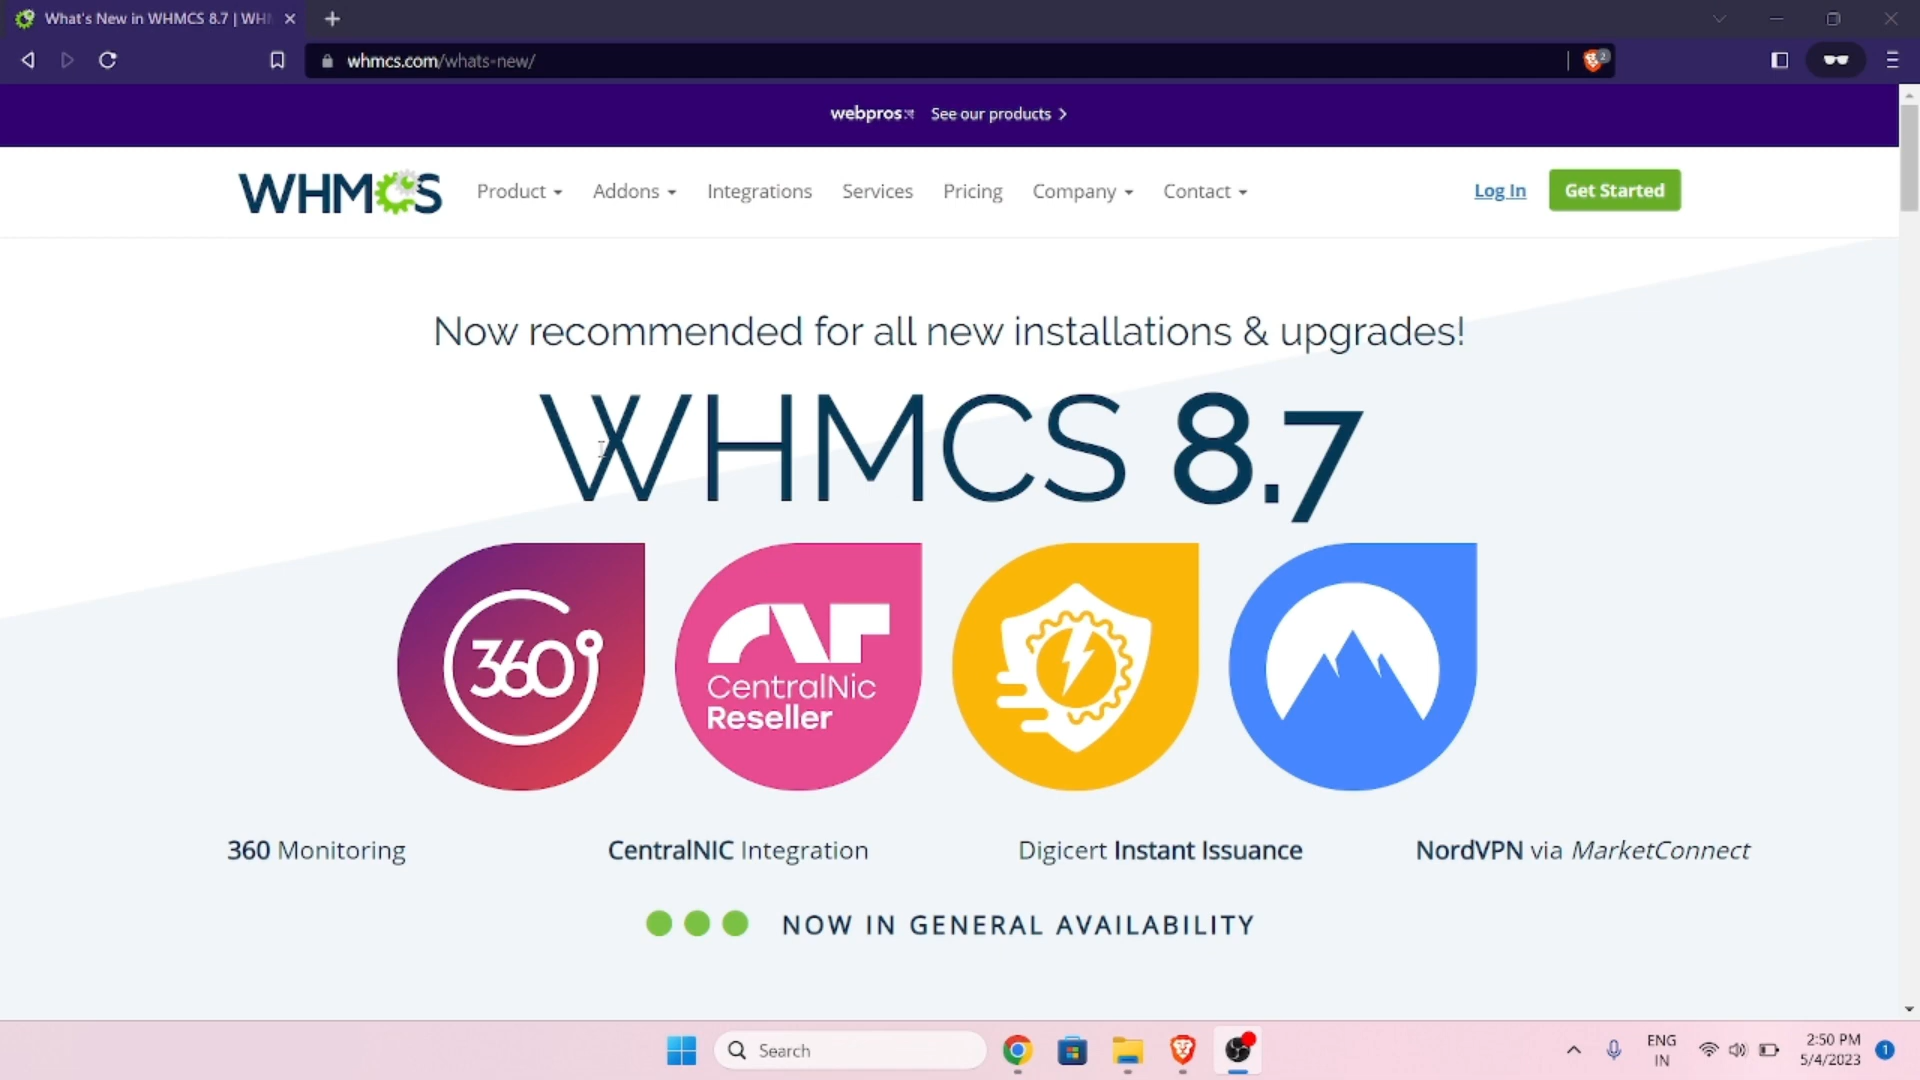 What's New in WHMCS 8.7 | WH
whmcs.com/whats-new/
2
webpros See our products
WHMCS Product Addons Integrations Services Pricing Company Contact Log In Get Started
Now recommended for all new installations & upgrades!
WHMCS 8.7
360
CentralNic
Reseller
360 Monitoring CentralNIC Integration Digicert Instant Issuance NordVPN via MarketConnect
NOW IN GENERAL AVAILABILITY
Search
ENG
IN
2:50 PM
5/4/2023
1